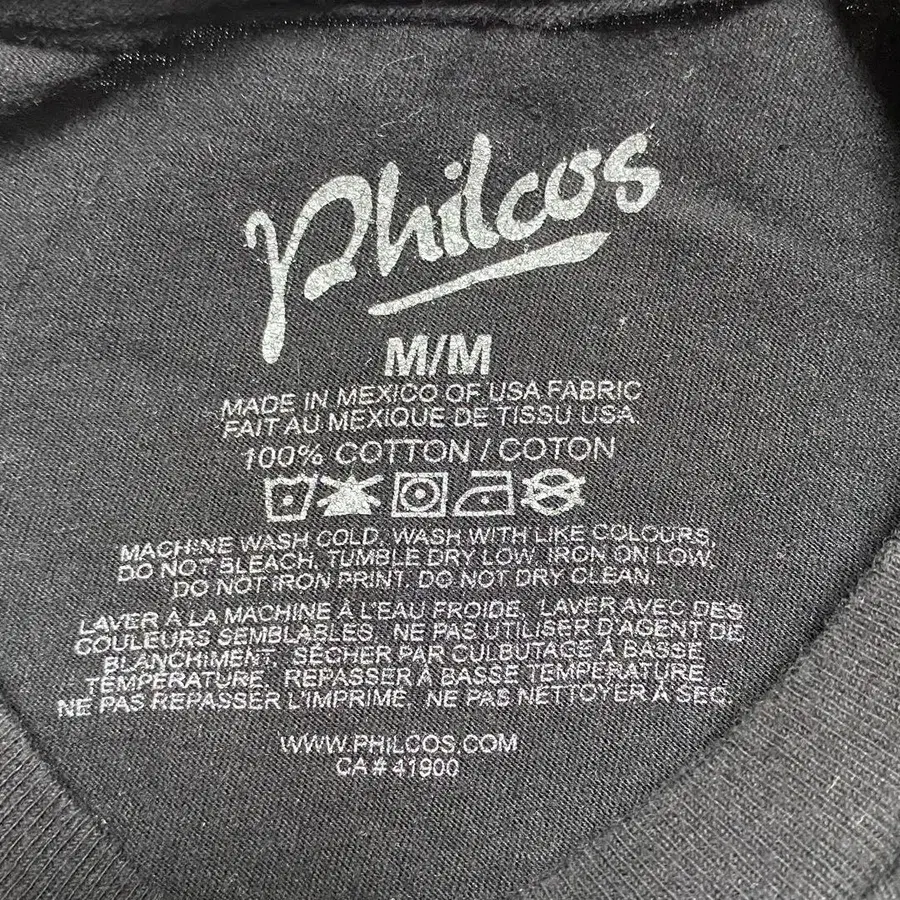 Philcos
M/M
MADE IN MEXICO OF USA FABRIC
FAIT AU MEXIQUE DE TISSU USA.
100% COTTON / COTON
MACHINE WASH COLD. WASH WITH LIKE COLOURS.
DO NOT BLEACH. TUMBLE DRY LOW. IRON ON LOW.
DO NOT IRON PRINT. DO NOT DRY CLEAN.
LAVER À LA MACHINE À L'EAU FROIDE. LAVER AVEC DES
COULEURS SEMBLABLES. NE PAS UTILISER D'AGENT DE
BLANCHIMENT. SÉCHER PAR CULBUTAGE À BASSE
TEMPÉRATURE. REPASSER À BASSE TEMPÉRATURE.
NE PAS REPASSER L'IMPRIMÉ. NE PAS NETTOYER À SEC.
WWW.PHILCOS.COM
CA # 41900